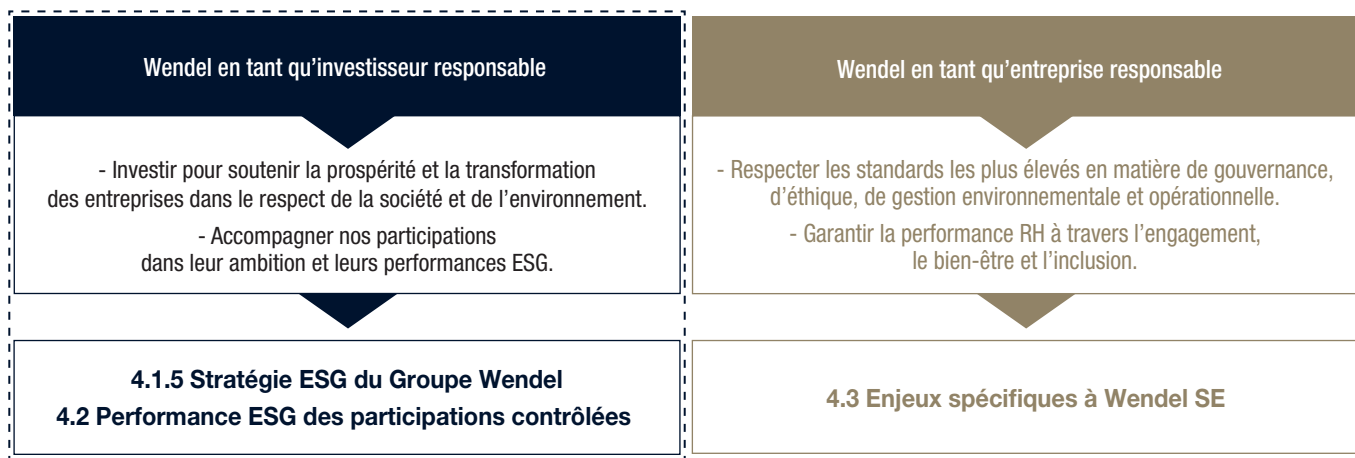 Wendel en tant qu’investisseur responsable
- Investir pour soutenir la prospérité et la transformation
des entreprises dans le respect de la société et de l’environnement.
- Accompagner nos participations
dans leur ambition et leurs performances ESG.
4.1.5 Stratégie ESG du Groupe Wendel
4.2 Performance ESG des participations contrôlées
Wendel en tant qu’entreprise responsable
- Respecter les standards les plus élevés en matière de gouvernance,
d’éthique, de gestion environnementale et opérationnelle.
- Garantir la performance RH à travers l’engagement,
le bien-être et l’inclusion.
4.3 Enjeux spécifiques à Wendel SE